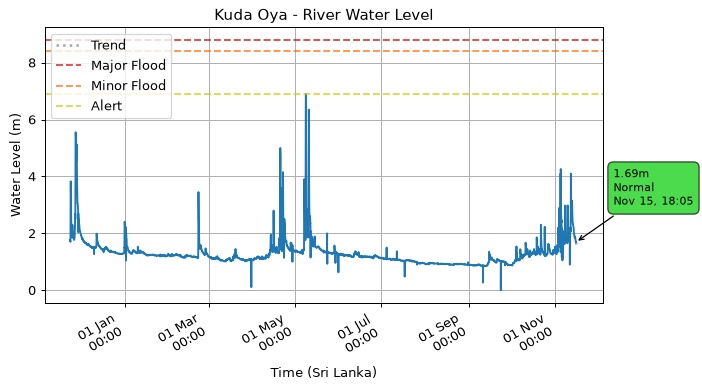 Kuda Oya - River Water Level
Trend
Major Flood
Minor Flood
Alert
Water Level (m)
8
6
4
2
0
1.69m
Normal
Nov 15, 18:05
01 Jan
00:00
01 Mar
00:00
01 May
00:00
01 Jul
00:00
01 Sep
00:00
01 Nov
00:00
Time (Sri Lanka)